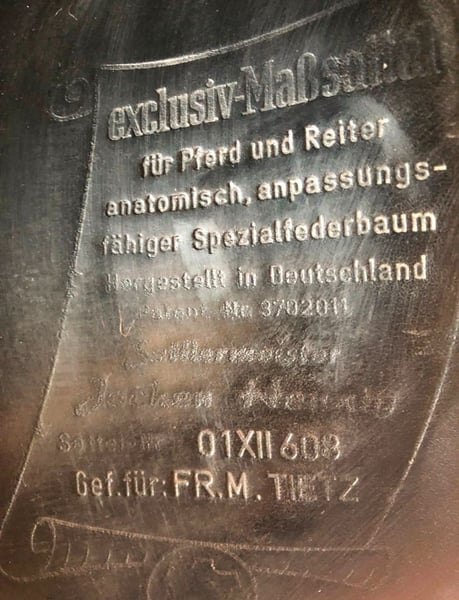 exclusiv-Maßsattel
für Pferd und Reiter
anatomisch, anpassungs-
fähiger Spezialfederbaum
Hergestellt in Deutschland
Patent Nr. 3702011
Sattlermeister
Jochen
Sattel-Nr. 01XII608
Gef.für: FR.M. TIETZ